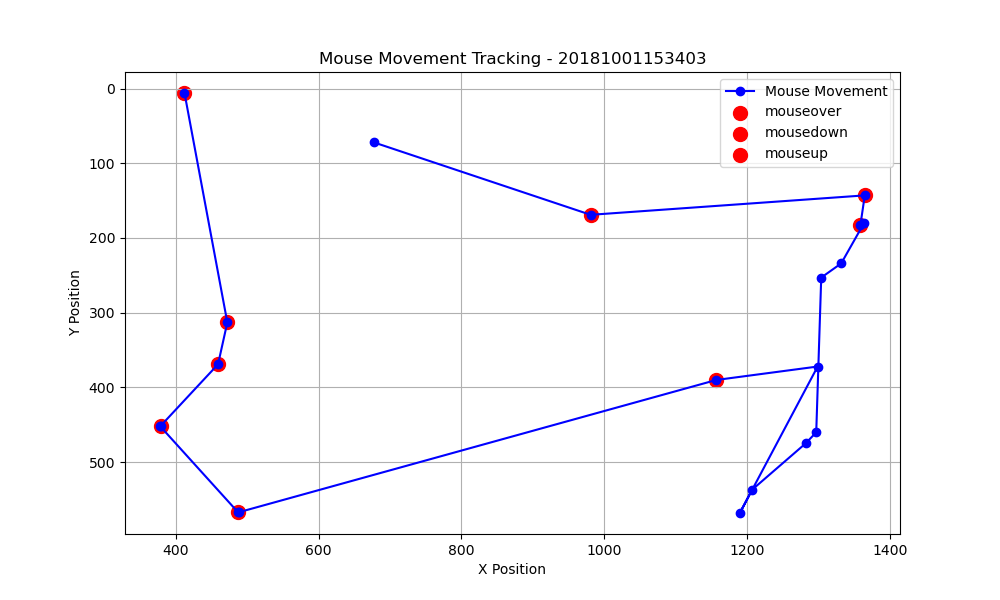 Mouse Movement Tracking - 20181001153403
Mouse Movement
mouseover
mousedown
mouseup
0
100
200
300
400
500
Y Position
400
600
800
1000
1200
1400
X Position